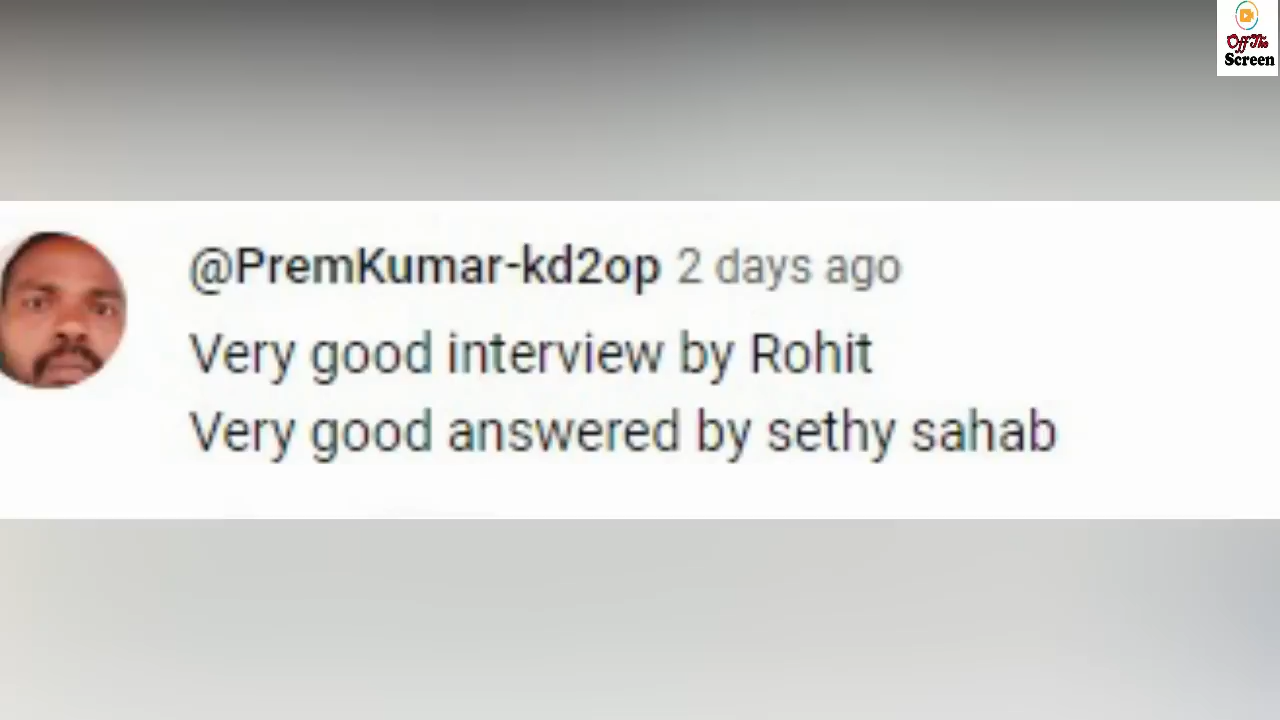 Off The
Screen
@PremKumar-kd2op 2 days ago
Very good interview by Rohit
Very good answered by sethy sahab